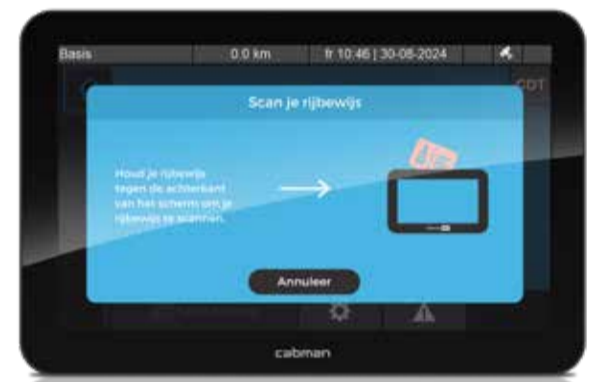 Basis 0.0 km fr 10:46 | 30-08-2024
CDT
Scan je rijbewijs
Houd je rijbewijs
tegen de achterkant
van het scherm om je
rijbewijs te scannen.
Annuleer
cabman